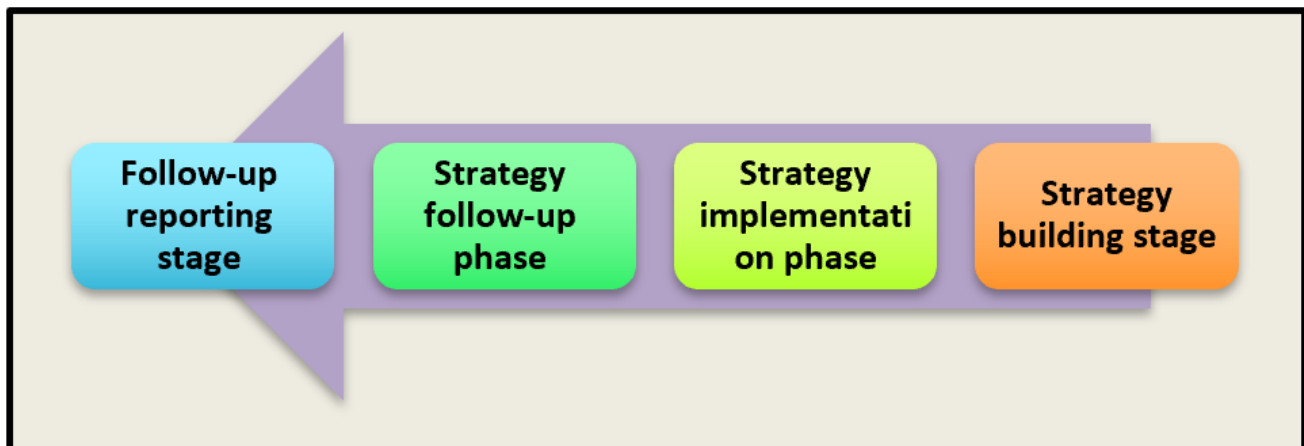 Follow-up
reporting
stage
Strategy
follow-up
phase
Strategy
implementati
on phase
Strategy
building stage